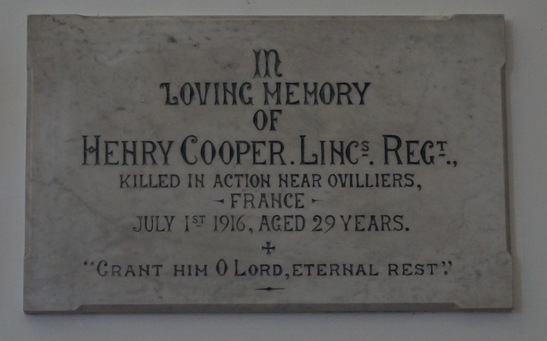 In
LOVING MEMORY
OF
HENRY COOPER. LINCS. REGT.,
KILLED IN ACTION NEAR OVILLIERS,
- FRANCE -
JULY 1ST 1916, AGED 29 YEARS.
"GRANT HIM O LORD, ETERNAL REST".